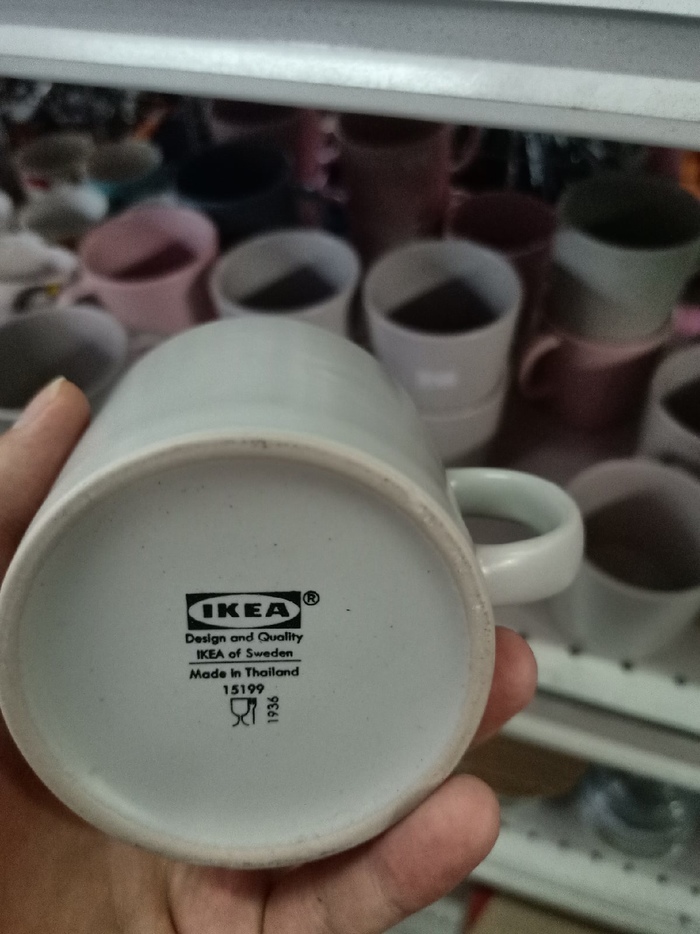 IKEA®
Design and Quality
IKEA of Sweden
Made in Thailand
15199
1936